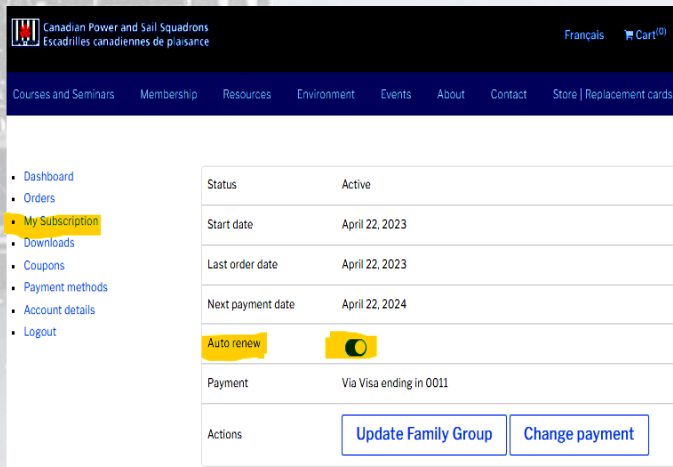 Canadian Power and Sail Squadrons
Escadrilles canadiennes de plaisance
Français Cart(0)
Courses and Seminars Membership Resources Environment Events About Contact Store | Replacement cards
Dashboard
Orders
My Subscription
Downloads
Coupons
Payment methods
Account details
Logout
Status Active
Start date April 22, 2023
Last order date April 22, 2023
Next payment date April 22, 2024
Auto renew
Payment Via Visa ending in 0011
Actions Update Family Group Change payment